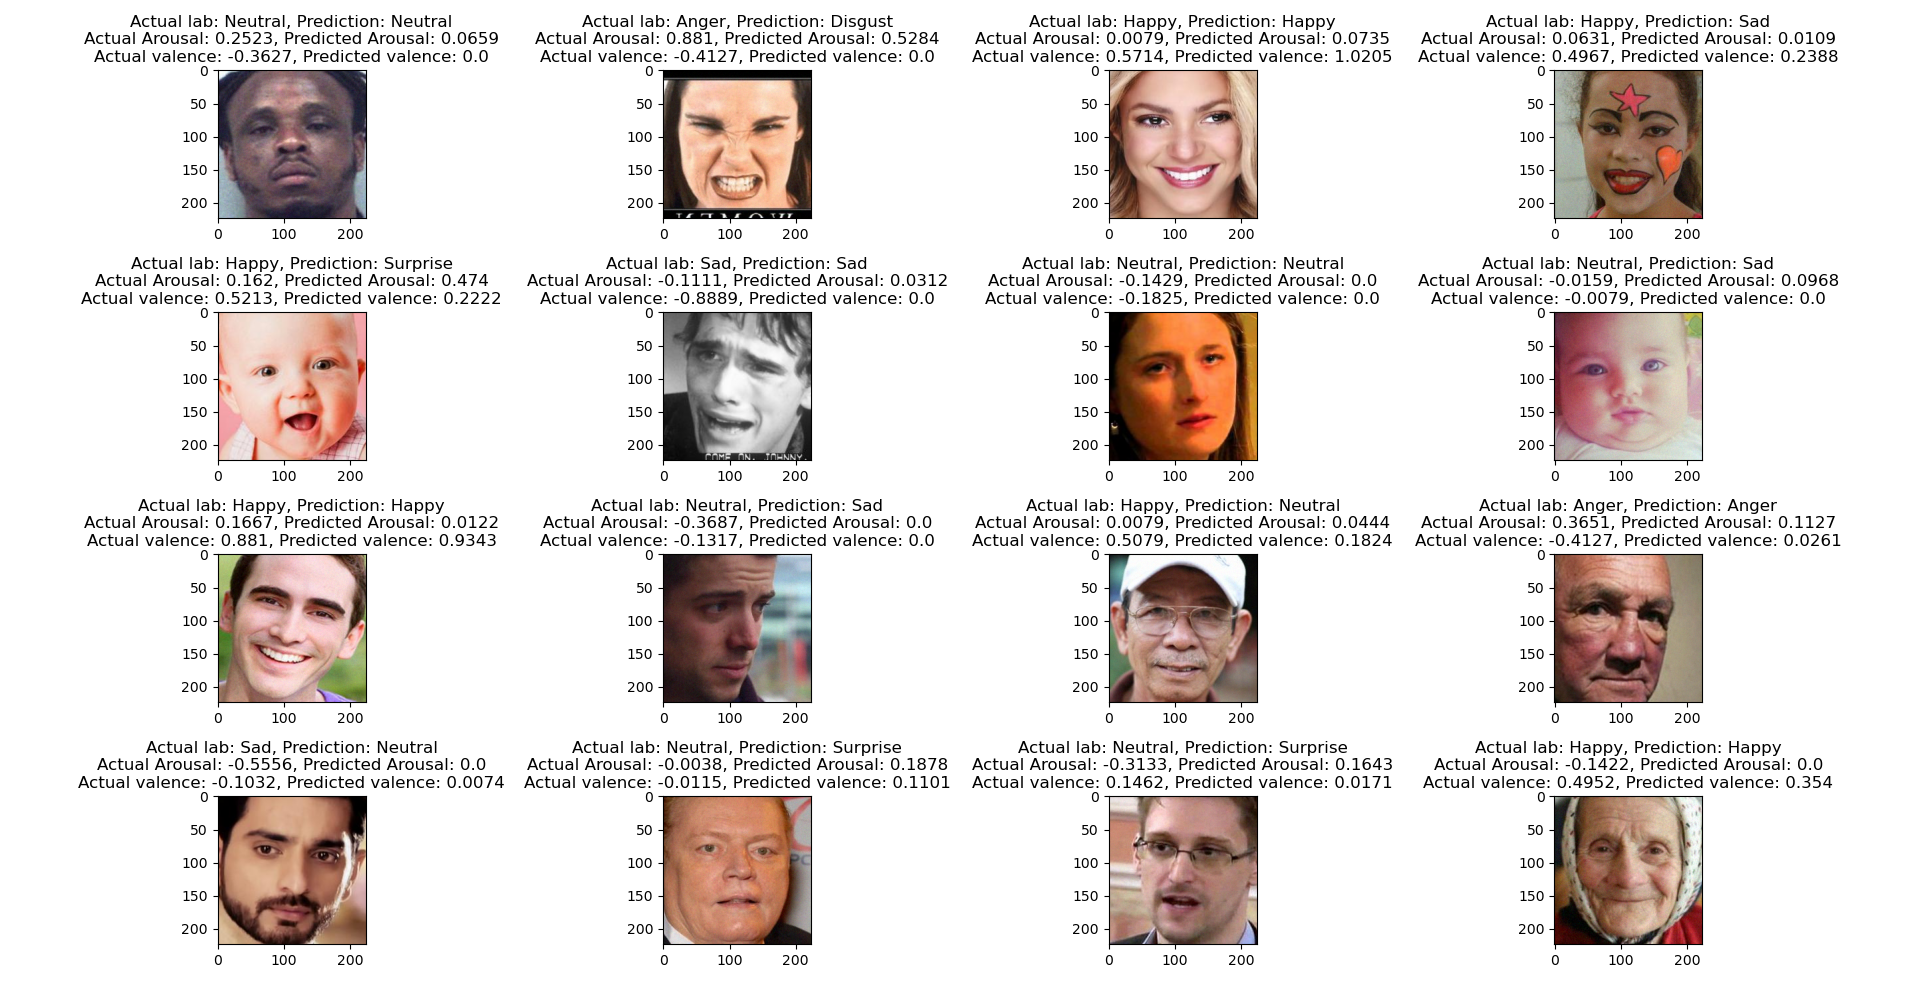 Actual lab: Neutral, Prediction: Neutral
Actual Arousal: 0.2523, Predicted Arousal: 0.0659
Actual valence: -0.3627, Predicted valence: 0.0
0
50
100
150
200
0 100 200
Actual lab: Anger, Prediction: Disgust
Actual Arousal: 0.881, Predicted Arousal: 0.5284
Actual valence: -0.4127, Predicted valence: 0.0
0
50
100
150
200
0 100 200
Actual lab: Happy, Prediction: Happy
Actual Arousal: 0.0079, Predicted Arousal: 0.0735
Actual valence: 0.5714, Predicted valence: 1.0205
0
50
100
150
200
0 100 200
Actual lab: Happy, Prediction: Sad
Actual Arousal: 0.0631, Predicted Arousal: 0.0109
Actual valence: 0.4967, Predicted valence: 0.2388
0
50
100
150
200
0 100 200
Actual lab: Happy, Prediction: Surprise
Actual Arousal: 0.162, Predicted Arousal: 0.474
Actual valence: 0.5213, Predicted valence: 0.2222
0
50
100
150
200
0 100 200
Actual lab: Sad, Prediction: Sad
Actual Arousal: -0.1111, Predicted Arousal: 0.0312
Actual valence: -0.8889, Predicted valence: 0.0
0
50
100
150
200
COME ON, JOHNNY.
0 100 200
Actual lab: Neutral, Prediction: Neutral
Actual Arousal: -0.1429, Predicted Arousal: 0.0
Actual valence: -0.1825, Predicted valence: 0.0
0
50
100
150
200
0 100 200
Actual lab: Neutral, Prediction: Sad
Actual Arousal: -0.0159, Predicted Arousal: 0.0968
Actual valence: -0.0079, Predicted valence: 0.0
0
50
100
150
200
0 100 200
Actual lab: Happy, Prediction: Happy
Actual Arousal: 0.1667, Predicted Arousal: 0.0122
Actual valence: 0.881, Predicted valence: 0.9343
0
50
100
150
200
0 100 200
Actual lab: Neutral, Prediction: Sad
Actual Arousal: -0.3687, Predicted Arousal: 0.0
Actual valence: -0.1317, Predicted valence: 0.0
0
50
100
150
200
0 100 200
Actual lab: Happy, Prediction: Neutral
Actual Arousal: 0.0079, Predicted Arousal: 0.0444
Actual valence: 0.5079, Predicted valence: 0.1824
0
50
100
150
200
0 100 200
Actual lab: Anger, Prediction: Anger
Actual Arousal: 0.3651, Predicted Arousal: 0.1127
Actual valence: -0.4127, Predicted valence: 0.0261
0
50
100
150
200
0 100 200
Actual lab: Sad, Prediction: Neutral
Actual Arousal: -0.5556, Predicted Arousal: 0.0
Actual valence: -0.1032, Predicted valence: 0.0074
0
50
100
150
200
0 100 200
Actual lab: Neutral, Prediction: Surprise
Actual Arousal: -0.0038, Predicted Arousal: 0.1878
Actual valence: -0.0115, Predicted valence: 0.1101
0
50
100
150
200
0 100 200
Actual lab: Neutral, Prediction: Surprise
Actual Arousal: -0.3133, Predicted Arousal: 0.1643
Actual valence: 0.1462, Predicted valence: 0.0171
0
50
100
150
200
0 100 200
Actual lab: Happy, Prediction: Happy
Actual Arousal: -0.1422, Predicted Arousal: 0.0
Actual valence: 0.4952, Predicted valence: 0.354
0
50
100
150
200
0 100 200